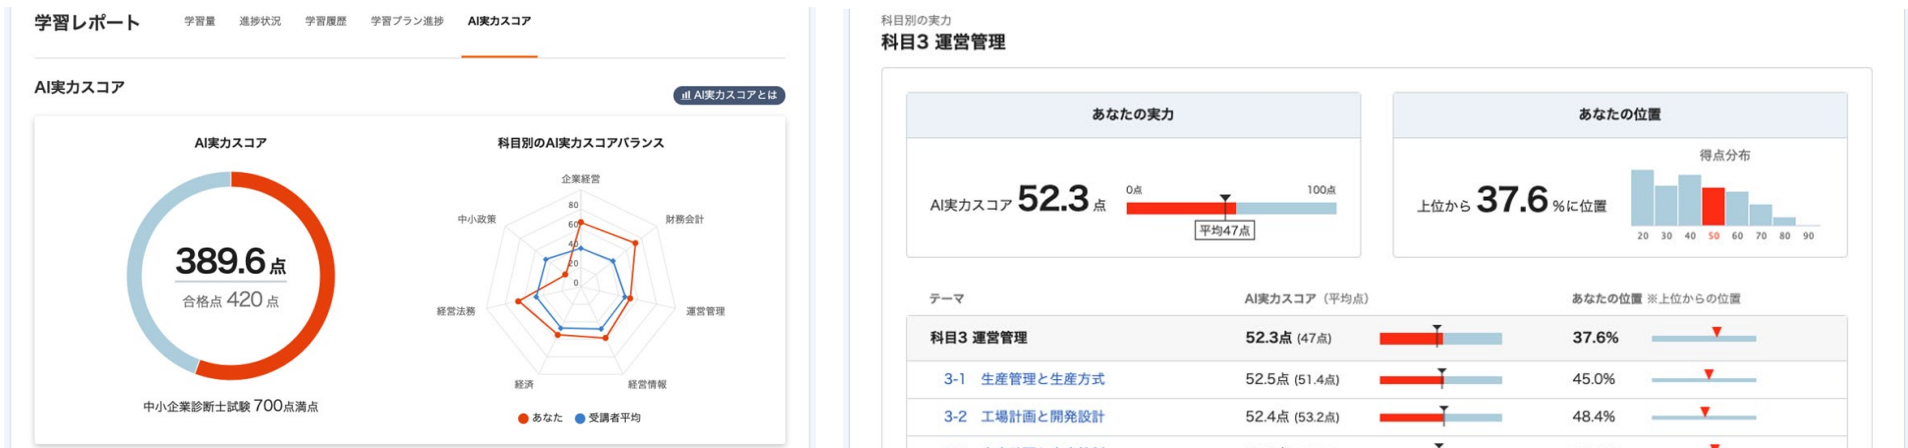 学習レポート 学習量 進捗状況 学習履歴 学習プラン進捗 AI実力スコア
AI実力スコア
AI実力スコアとは
AI実力スコア
389.6点
合格点 420 点
中小企業診断士試験 700点満点
科目別のAI実力スコアバランス
企業経営
80
60
40
20
0
財務会計
運営管理
経営情報
経済
経営法務
中小政策
あなた 受講者平均
科目別の実力
科目3 運営管理
あなたの実力
AI実力スコア 52.3 点
0点 100点
平均47点
あなたの位置
上位から 37.6 %に位置
得点分布
20 30 40 50 60 70 80 90
テーマ AI実力スコア（平均点） あなたの位置 ※上位からの位置
科目3 運営管理 52.3点 (47点) 37.6%
3-1 生産管理と生産方式 52.5点 (51.4点) 45.0%
3-2 工場計画と開発設計 52.4点 (53.2点) 48.4%